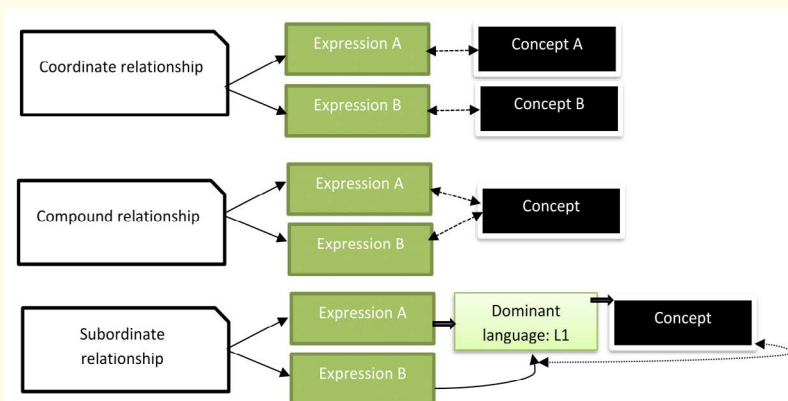 Coordinate relationship
Expression A
Concept A
Expression B
Concept B
Compound relationship
Expression A
Expression B
Concept
Subordinate
relationship
Expression A
Dominant
language: L1
Concept
Expression B